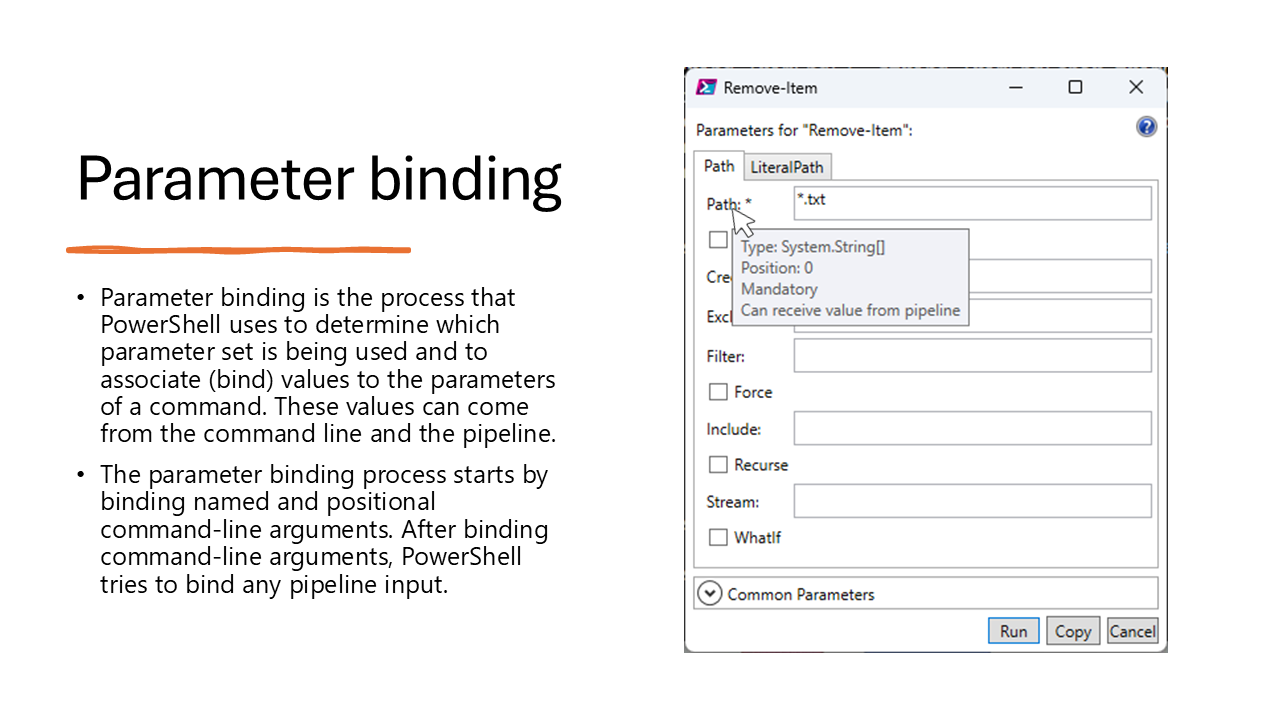 Parameter binding
• Parameter binding is the process that
PowerShell uses to determine which
parameter set is being used and to
associate (bind) values to the parameters
of a command. These values can come
from the command line and the pipeline.
• The parameter binding process starts by
binding named and positional
command-line arguments. After binding
command-line arguments, PowerShell
tries to bind any pipeline input.
Remove-Item
Parameters for "Remove-Item":
Path LiteralPath
Path: * *.txt
Type: System.String[]
Position: 0
Mandatory
Can receive value from pipeline
Filter:
Force
Include:
Recurse
Stream:
WhatIf
Common Parameters
Run Copy Cancel